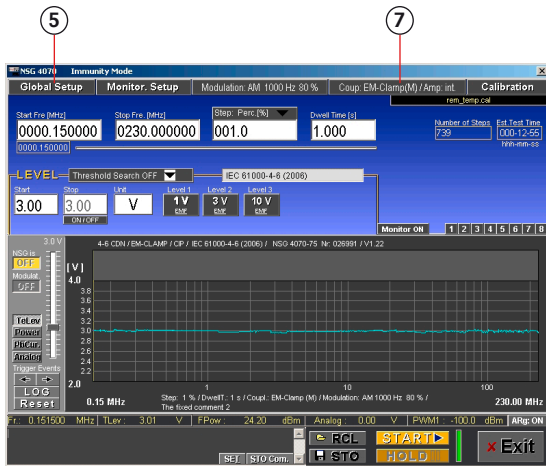 5 7
NSG 4070 Immunity Mode
Global Setup Monitor. Setup Modulation: AM 1000 Hz 80 % Coup: EM-Clamp(M) / Amp: int. Calibration
rem_temp.cal
Start Fre [MHz] Stop Fre. [MHz] Step: Perc.[%] Dwell Time [s]
0000.150000 0230.000000 001.0 1.000
Number of Steps Est.Test Time
739 000-12-55
hhh-mm-ss
0000.150000
LEVEL Threshold Search OFF IEC 61000-4-6 (2006)
Start Stop Unit Level 1 Level 2 Level 3
3.00 3.00 V 1 V EMF 3 V EMF 10 V EMF
ON / OFF
Monitor ON 1 2 3 4 5 6 7 8
3.0 V 4-6 CDN / EM-CLAMP / CIP / IEC 61000-4-6 (2006) / NSG 4070-75 Nr: 026991 / V1.22
NSG is
OFF
Modulat.
OFF
[V]
4.0
3.8
3.6
3.4
3.2
3.0
2.8
2.6
2.4
2.2
2.0
TeLev
Power
PhCur.
Analog
Trigger Events
LOG
Reset
1 10 100
0.15 MHz Step: 1 % / DwellT.: 1 s / Coupl.: EM-Clamp (M) / Modulation: AM 1000 Hz 80 % / 230.00 MHz
The fixed comment 2
Fr.: 0.151500 MHz TLev: 3.01 V FPow: 24.20 dBm Analog: 0.00 V PWM1: -100.0 dBm ARg: ON
SET STO Com.
RCL START
STO HOLD
Exit